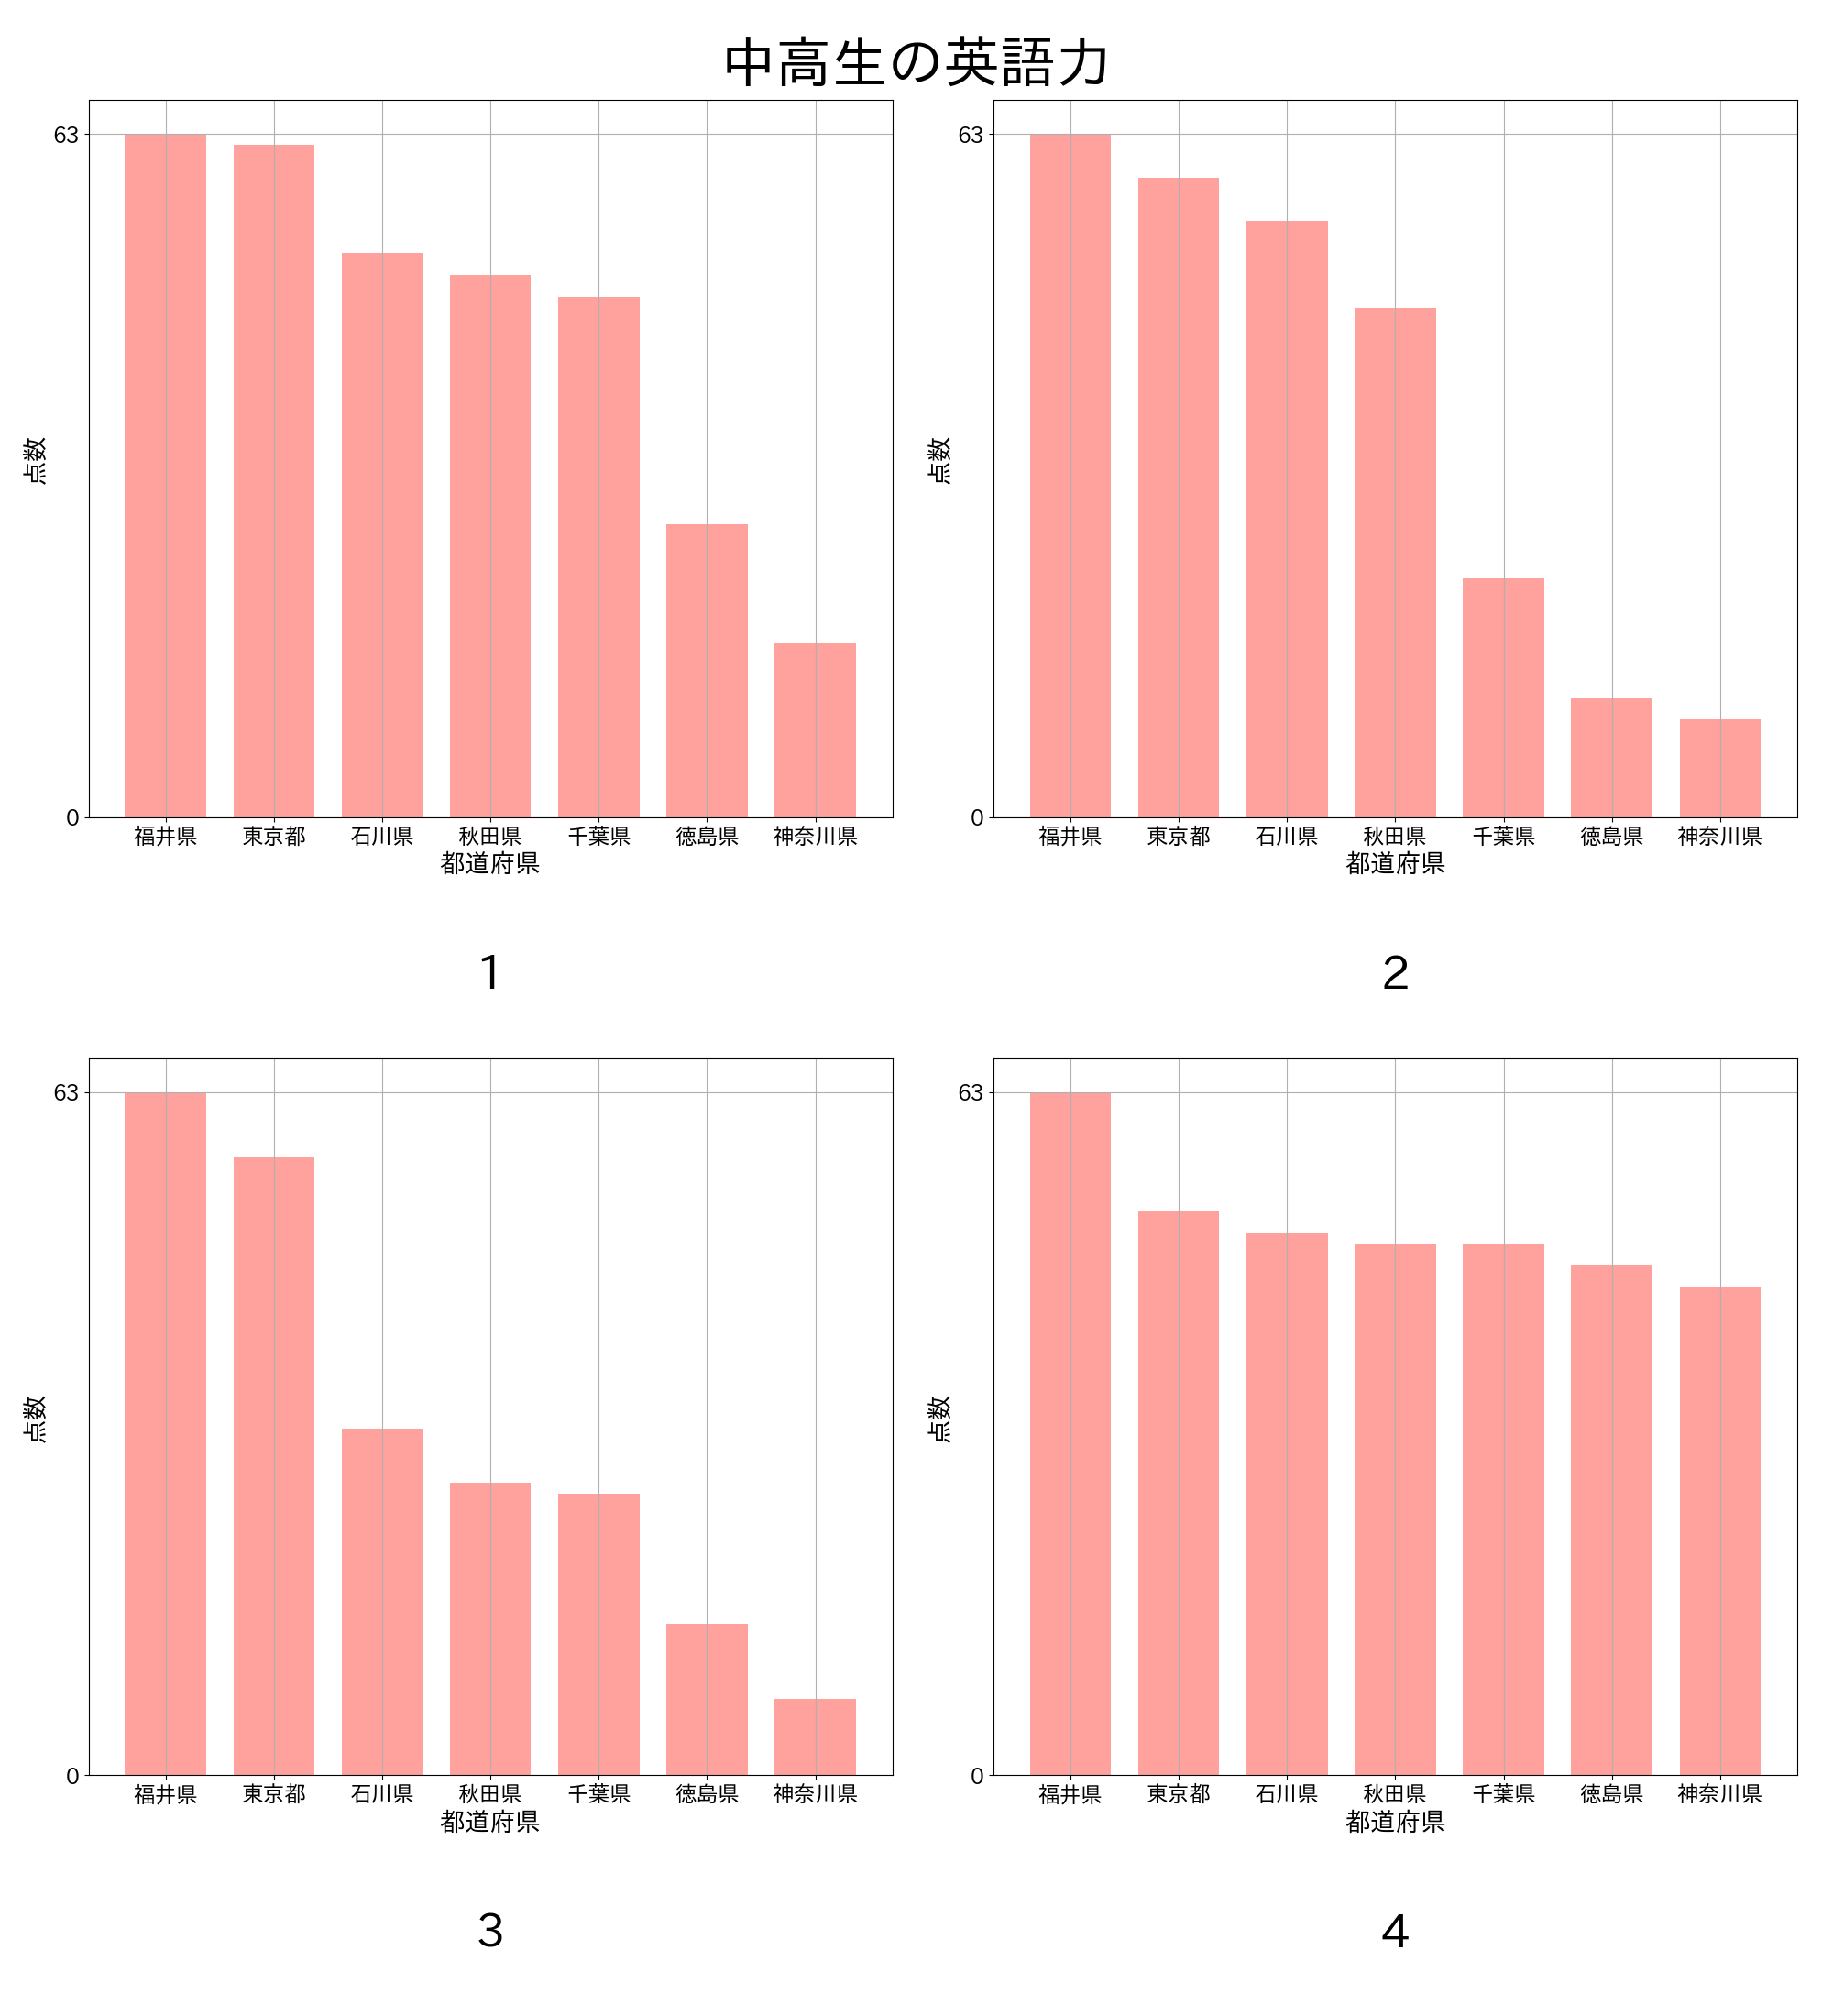 中高生の英語力
63
0
点数
福井県 東京都 石川県 秋田県 千葉県 徳島県 神奈川県
都道府県
1
63
0
点数
福井県 東京都 石川県 秋田県 千葉県 徳島県 神奈川県
都道府県
2
63
0
点数
福井県 東京都 石川県 秋田県 千葉県 徳島県 神奈川県
都道府県
3
63
0
点数
福井県 東京都 石川県 秋田県 千葉県 徳島県 神奈川県
都道府県
4